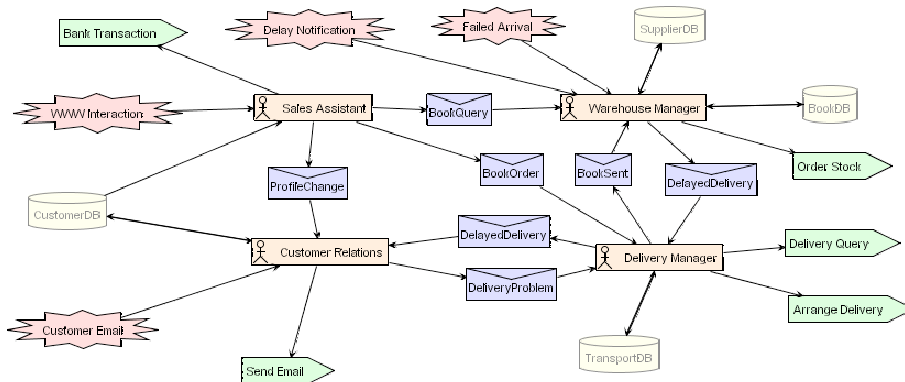 Bank Transaction
Delay Notification
Failed Arrival
SupplierDB
WWW Interaction
Sales Assistant
BookQuery
Warehouse Manager
BookDB
ProfileChange
BookOrder
BookSent
DelayedDelivery
Order Stock
CustomerDB
Customer Relations
DelayedDelivery
DeliveryProblem
Delivery Manager
Delivery Query
Arrange Delivery
Customer Email
Send Email
TransportDB